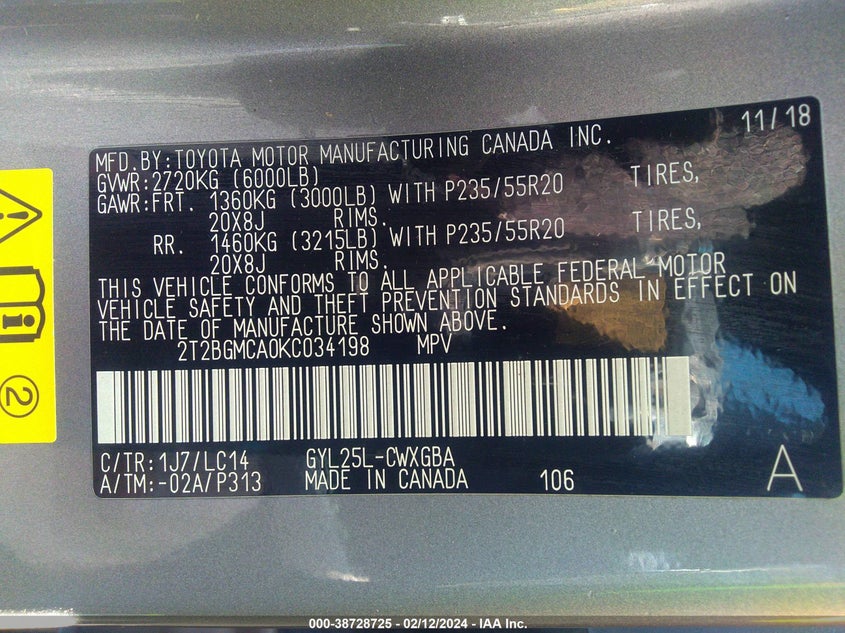 11/18
MFD.BY:TOYOTA MOTOR MANUFACTURING CANADA INC.
GVWR:2720KG (6000LB)
GAWR:FRT. 1360KG (3000LB) WITH P235/55R20 TIRES,
20X8J RIMS.
RR. 1460KG (3215LB) WITH P235/55R20 TIRES,
20X8J RIMS.
THIS VEHICLE CONFORMS TO ALL APPLICABLE FEDERAL MOTOR
VEHICLE SAFETY AND THEFT PREVENTION STANDARDS IN EFFECT ON
THE DATE OF MANUFACTURE SHOWN ABOVE.
2T2BGMCA0KC034198 MPV
C/TR:1J7/LC14 GYL25L-CWXGBA
A/TM:-02A/P313 MADE IN CANADA 106 A
2
000-38728725 - 02/12/2024 - IAA Inc.